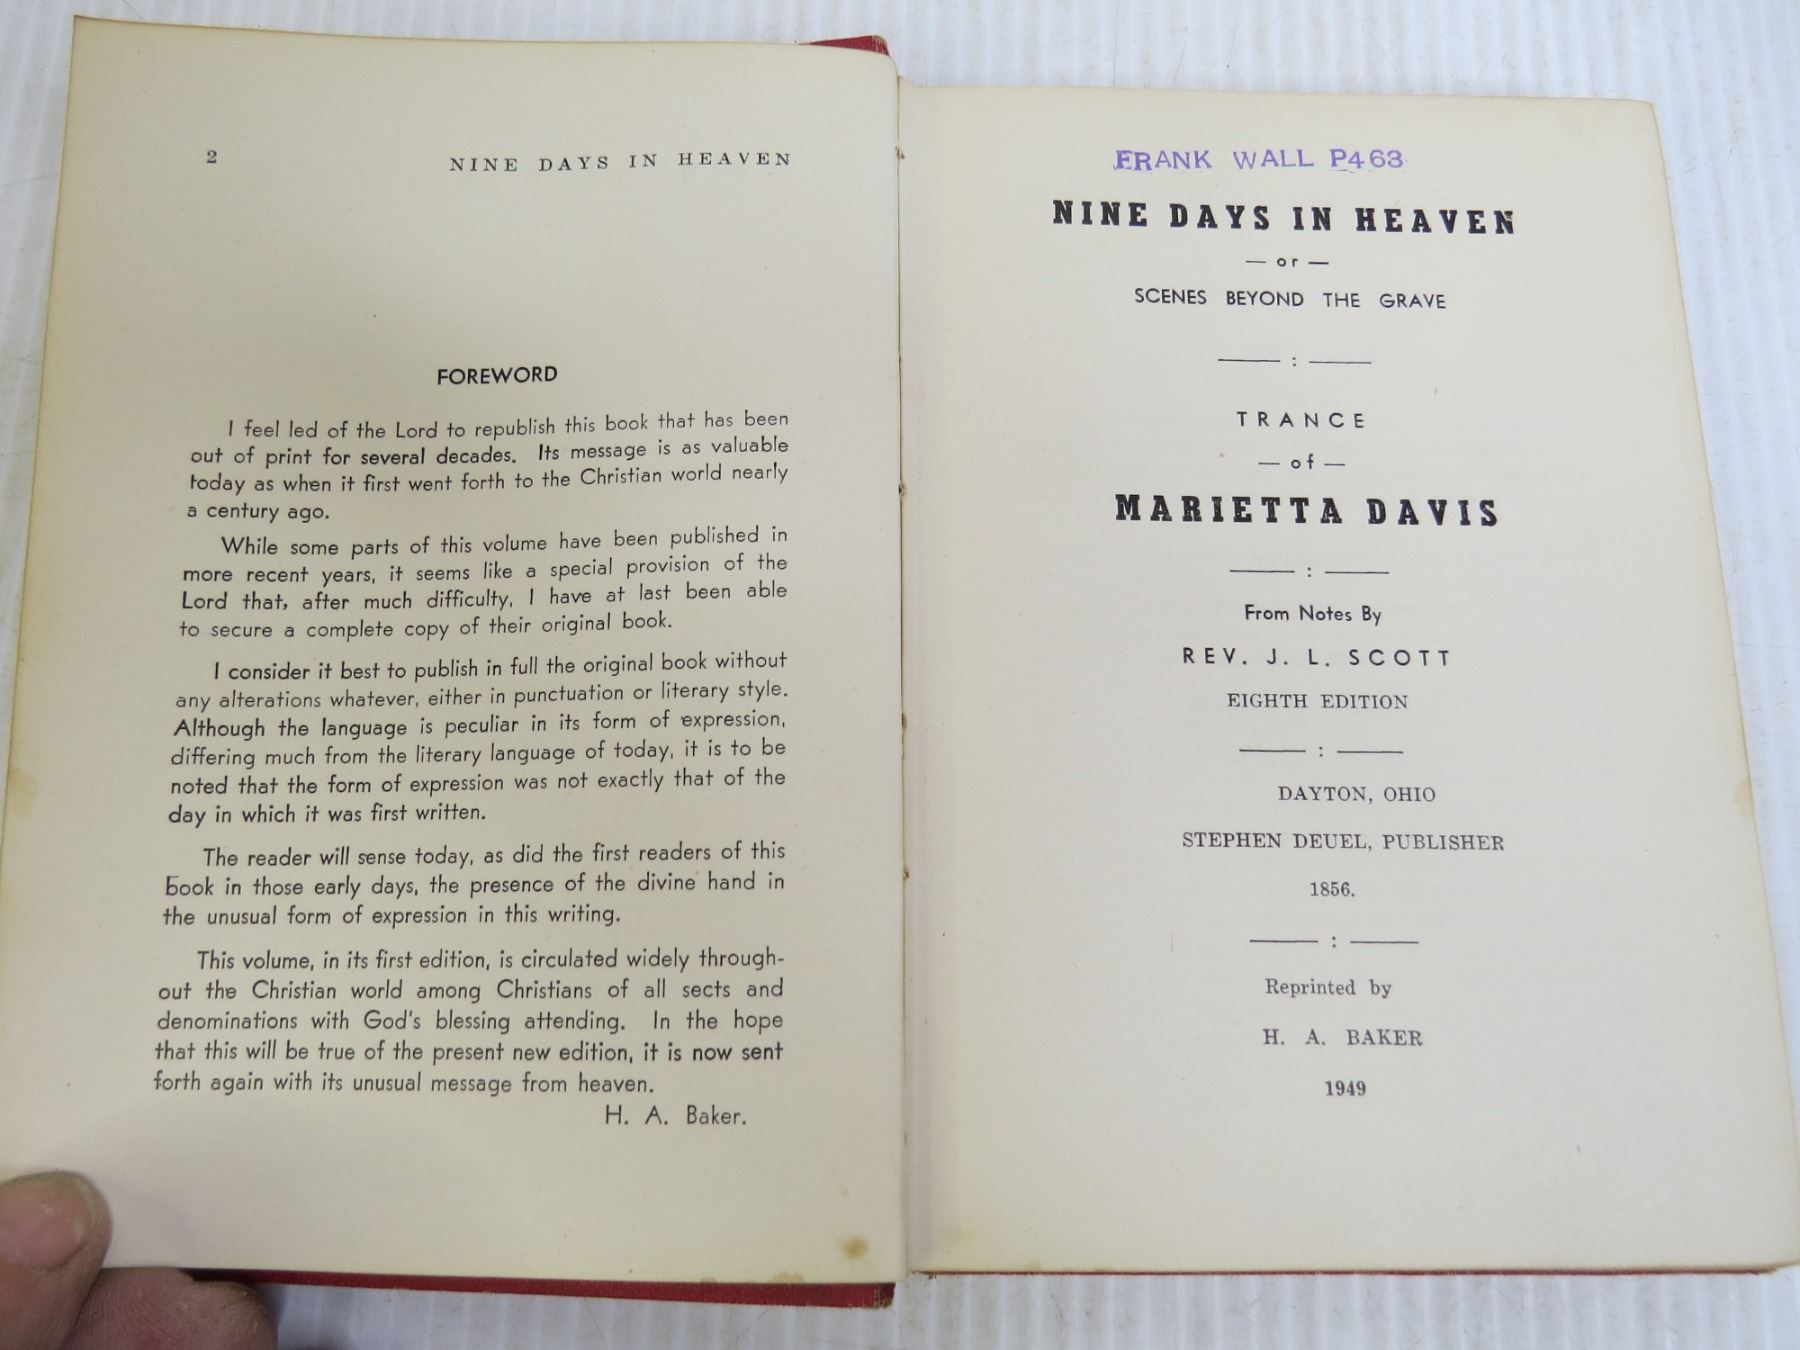 2
NINE DAYS IN HEAVEN
FOREWORD
I feel led of the Lord to republish this book that has been
out of print for several decades. Its message is as valuable
today as when it first went forth to the Christian world nearly
a century ago.
While some parts of this volume have been published in
more recent years, it seems like a special provision of the
Lord that, after much difficulty, I have at last been able
to secure a complete copy of their original book.
I consider it best to publish in full the original book without
any alterations whatever, either in punctuation or literary style.
Although the language is peculiar in its form of expression,
differing much from the literary language of today, it is to be
noted that the form of expression was not exactly that of the
day in which it was first written.
The reader will sense today, as did the first readers of this
book in those early days, the presence of the divine hand in
the unusual form of expression in this writing.
This volume, in its first edition, is circulated widely through-
out the Christian world among Christians of all sects and
denominations with God's blessing attending. In the hope
that this will be true of the present new edition, it is now sent
forth again with its unusual message from heaven.
H. A. Baker.
FRANK WALL P463
NINE DAYS IN HEAVEN
— or —
SCENES BEYOND THE GRAVE
——— : ———
TRANCE
— of —
MARIETTA DAVIS
——— : ———
From Notes By
REV. J. L. SCOTT
EIGHTH EDITION
——— : ———
DAYTON, OHIO
STEPHEN DEUEL, PUBLISHER
1856.
——— : ———
Reprinted by
H. A. BAKER
1949